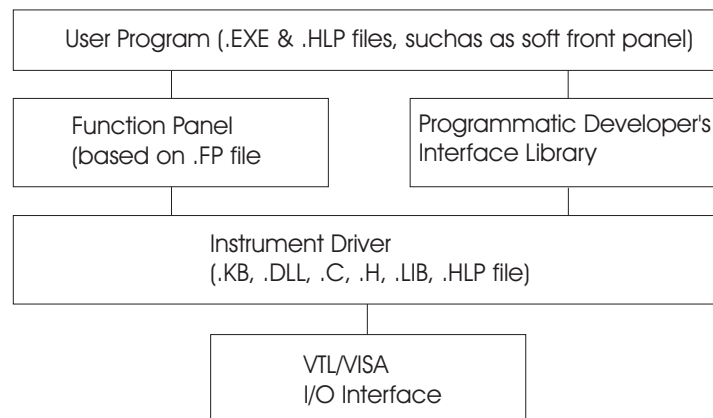 User Program (.EXE & .HLP files, suchas as soft front panel)
Function Panel
(based on .FP file
Programmatic Developer's
Interface Library
Instrument Driver
(.KB, .DLL, .C, .H, .LIB, .HLP file)
VTL/VISA
I/O Interface